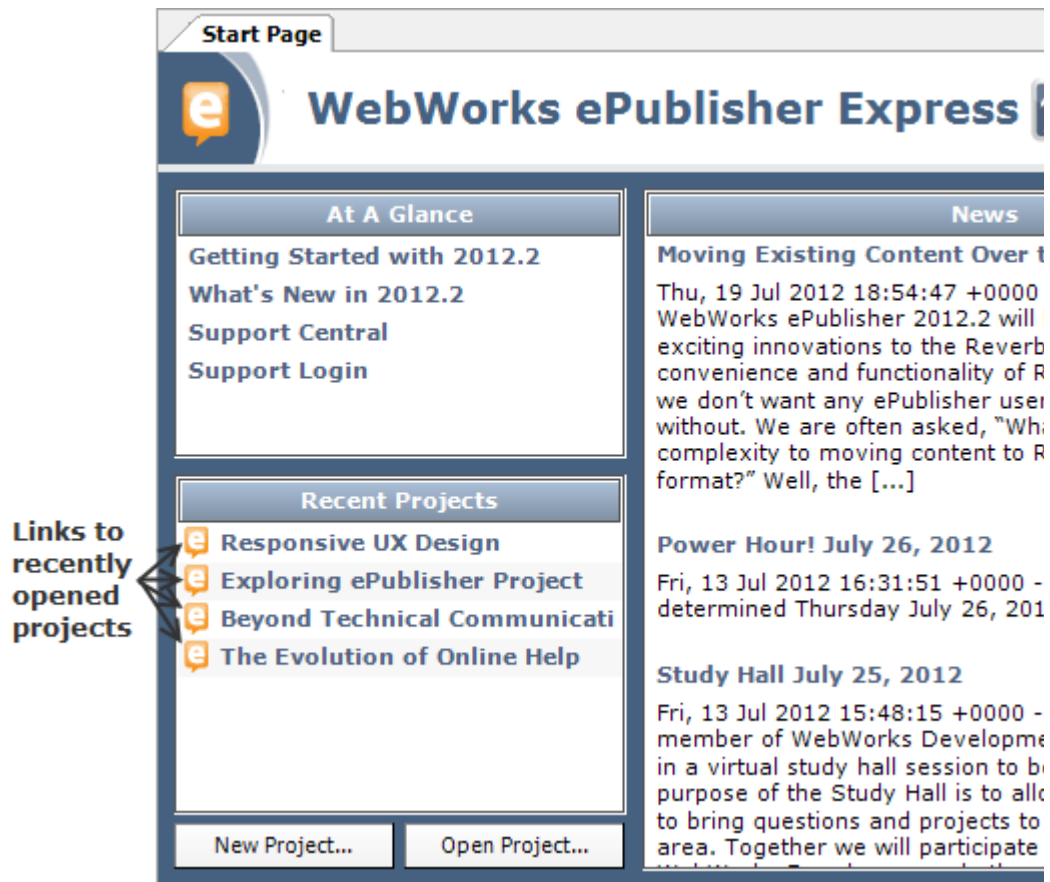 Start Page
e
WebWorks ePublisher Express
At A Glance
Getting Started with 2012.2
What's New in 2012.2
Support Central
Support Login
Recent Projects
Responsive UX Design
Exploring ePublisher Project
Beyond Technical Communicati
The Evolution of Online Help
New Project...
Open Project...
Links to
recently
opened
projects
News
Moving Existing Content Over
Thu, 19 Jul 2012 18:54:47 +0000
WebWorks ePublisher 2012.2 will
exciting innovations to the Reverb
convenience and functionality of R
we don’t want any ePublisher user
without. We are often asked, “Wha
complexity to moving content to R
format?” Well, the [...]
Power Hour! July 26, 2012
Fri, 13 Jul 2012 16:31:51 +0000 -
determined Thursday July 26, 201
Study Hall July 25, 2012
Fri, 13 Jul 2012 15:48:15 +0000 -
member of WebWorks Developme
in a virtual study hall session to b
purpose of the Study Hall is to allo
to bring questions and projects to
area. Together we will participate